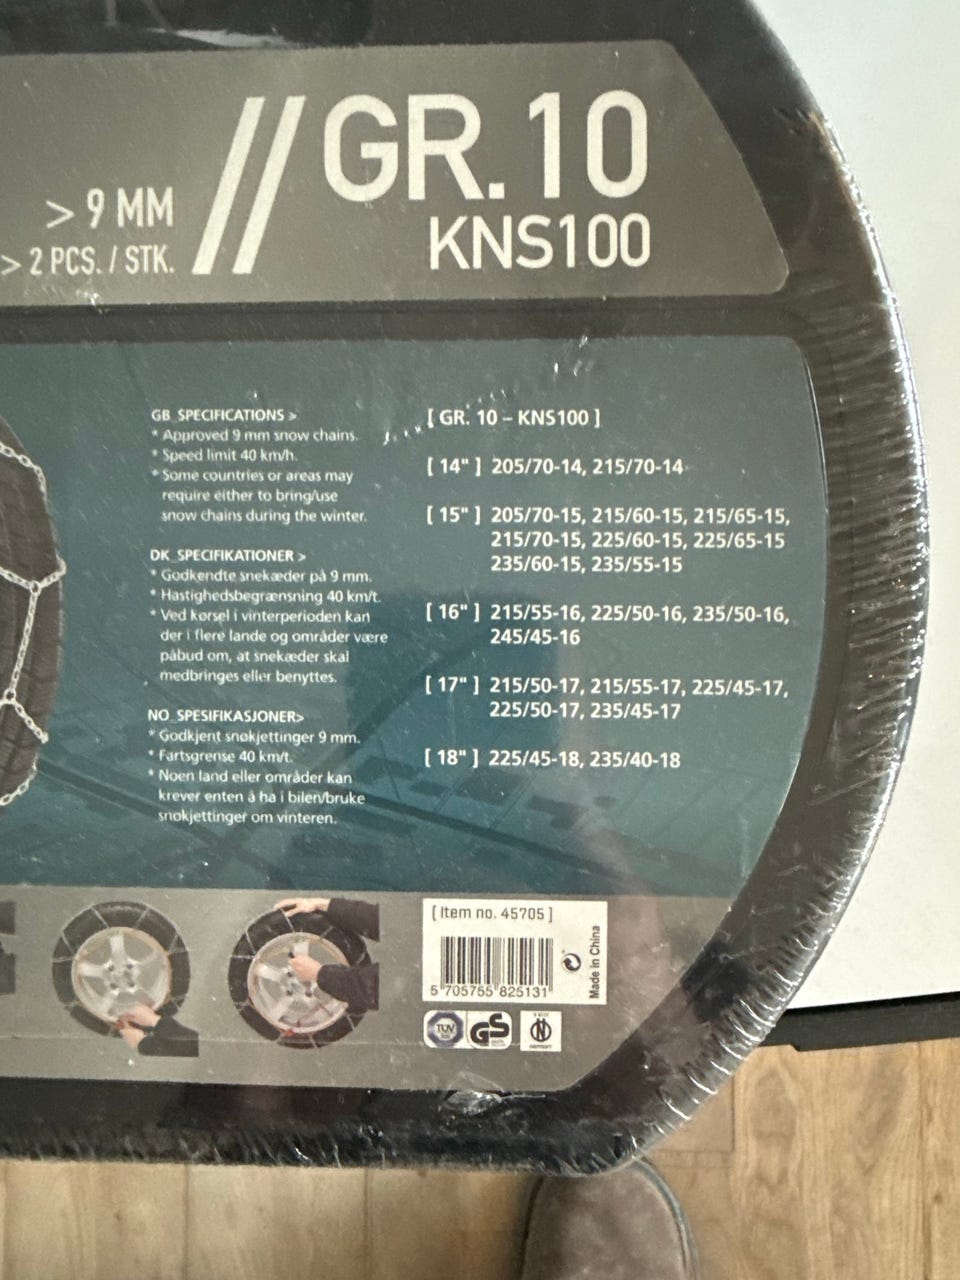 > 9 MM
> 2 PCS. / STK.
// GR.10
KNS100
GB_SPECIFICATIONS >
* Approved 9 mm snow chains.
* Speed limit 40 km/h.
* Some countries or areas may
require either to bring/use
snow chains during the winter.
DK_SPECIFIKATIONER >
* Godkendte snekæder på 9 mm.
* Hastighedsbegrænsning 40 km/t.
* Ved kørsel i vinterperioden kan
der i flere lande og områder være
påbud om, at snekæder skal
medbringes eller benyttes.
NO_SPESIFIKASJONER>
* Godkjent snøkjettinger 9 mm.
* Fartsgrense 40 km/t.
* Noen land eller områder kan
krever enten å ha i bilen/bruke
snøkjettinger om vinteren.
[ GR. 10 – KNS100 ]
[ 14" ] 205/70-14, 215/70-14
[ 15" ] 205/70-15, 215/60-15, 215/65-15,
215/70-15, 225/60-15, 225/65-15
235/60-15, 235/55-15
[ 16" ] 215/55-16, 225/50-16, 235/50-16,
245/45-16
[ 17" ] 215/50-17, 215/55-17, 225/45-17,
225/50-17, 235/45-17
[ 18" ] 225/45-18, 235/40-18
[ Item no. 45705 ]
5 705755 825131
Made in China
TÜV
GS